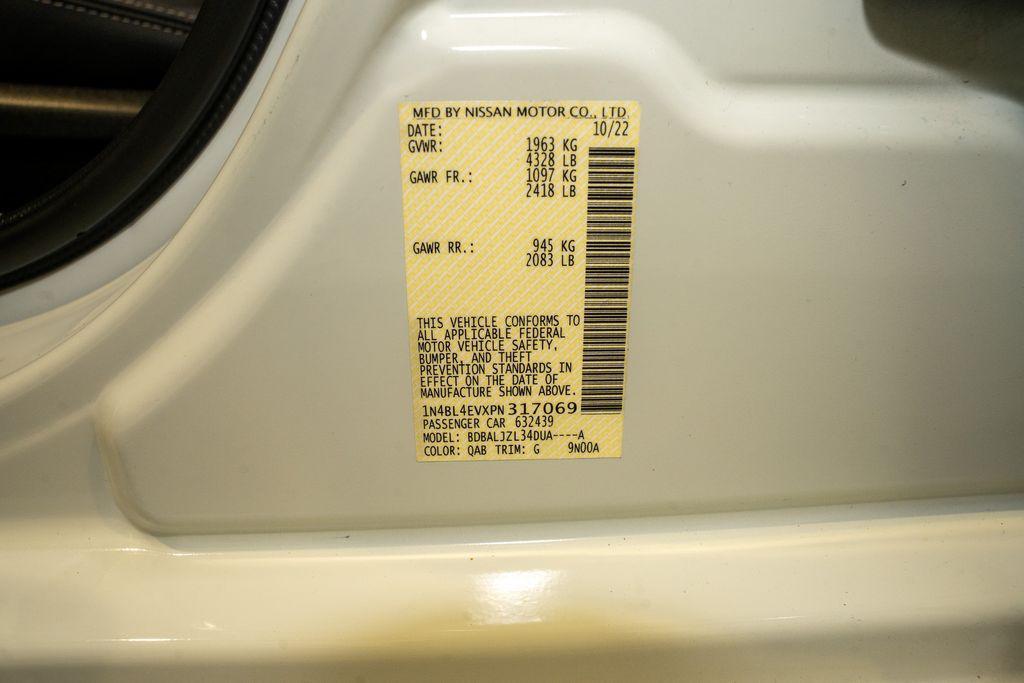 MFD BY NISSAN MOTOR CO., LTD.
DATE: 10/22
GVWR: 1963 KG
4328 LB
GAWR FR.: 1097 KG
2418 LB
GAWR RR.: 945 KG
2083 LB
THIS VEHICLE CONFORMS TO
ALL APPLICABLE FEDERAL
MOTOR VEHICLE SAFETY,
BUMPER, AND THEFT
PREVENTION STANDARDS IN
EFFECT ON THE DATE OF
MANUFACTURE SHOWN ABOVE.
1N4BL4EVXPN317069
PASSENGER CAR 632439
MODEL: BDBALJZL34DUA----A
COLOR: QAB TRIM: G 9N00A